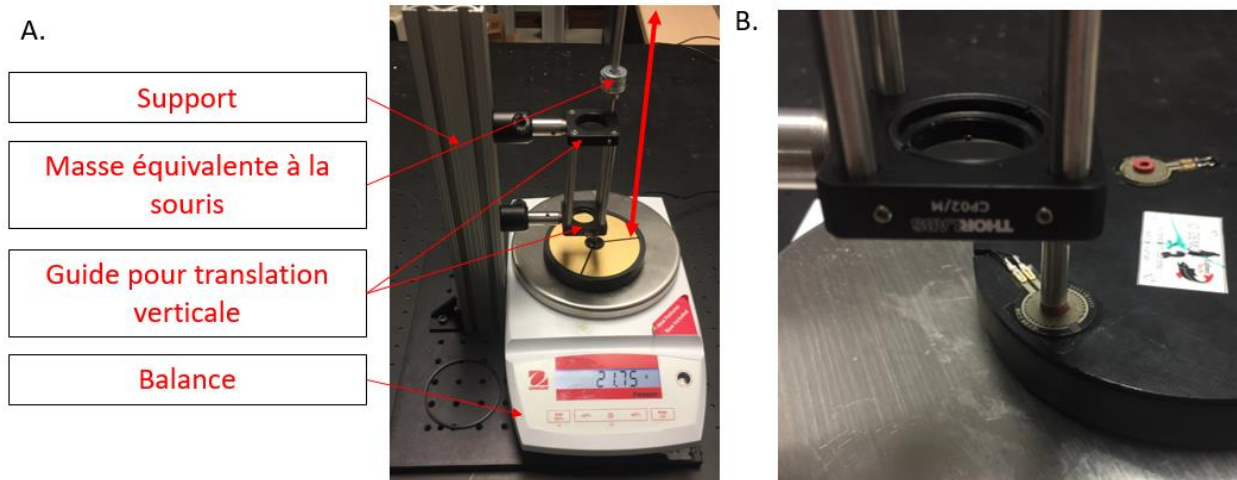 A.
B.
Support
Masse équivalente à la
souris
Guide pour translation
verticale
Balance
21.75
THORLABS
CP02/M